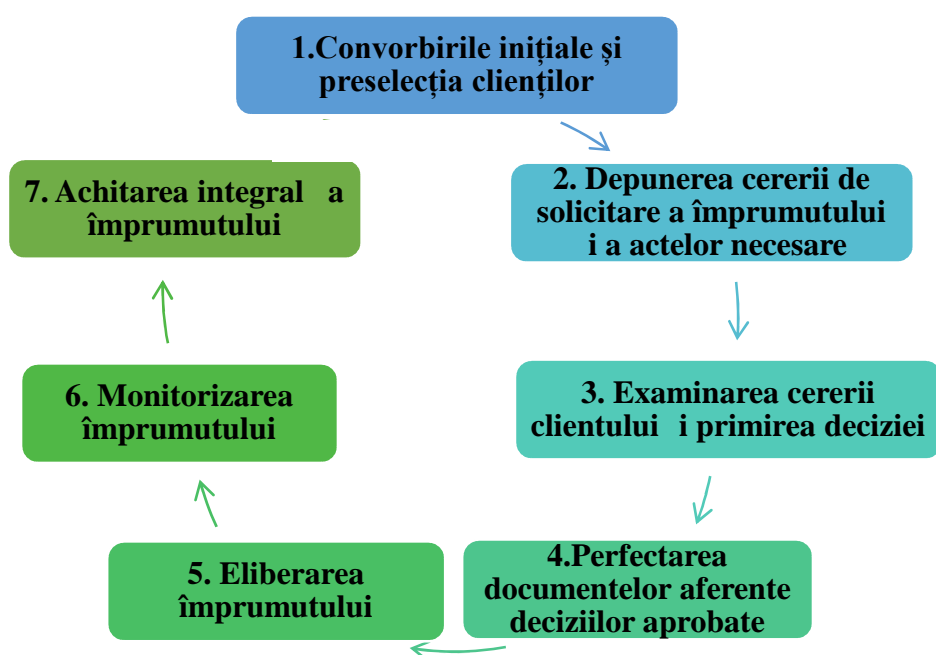 1.Convorbirile inițiale și
preselecția clienților
2. Depunerea cererii de
solicitare a împrumutului
i a actelor necesare
3. Examinarea cererii
clientului i primirea deciziei
4.Perfectarea
documentelor aferente
deciziilor aprobate
5. Eliberarea
împrumutului
6. Monitorizarea
împrumutului
7. Achitarea integral a
împrumutului